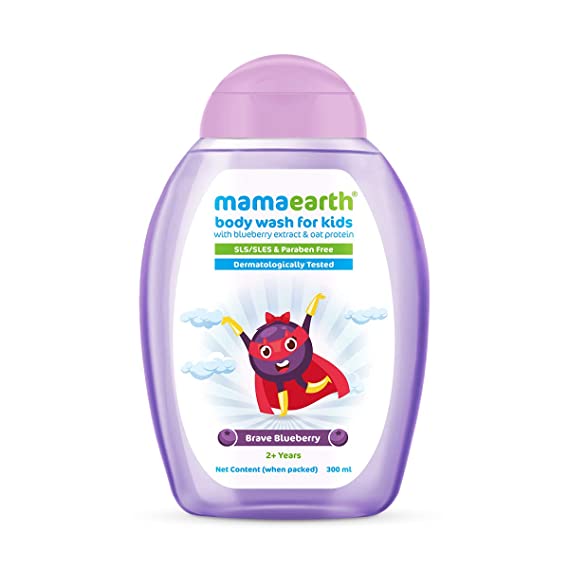 mamaearth®
body wash for kids
with blueberry extract & oat protein
SLS/SLES & Paraben Free
Dermatologically Tested
Brave Blueberry
2+ Years
Net Content (when packed) 300 ml